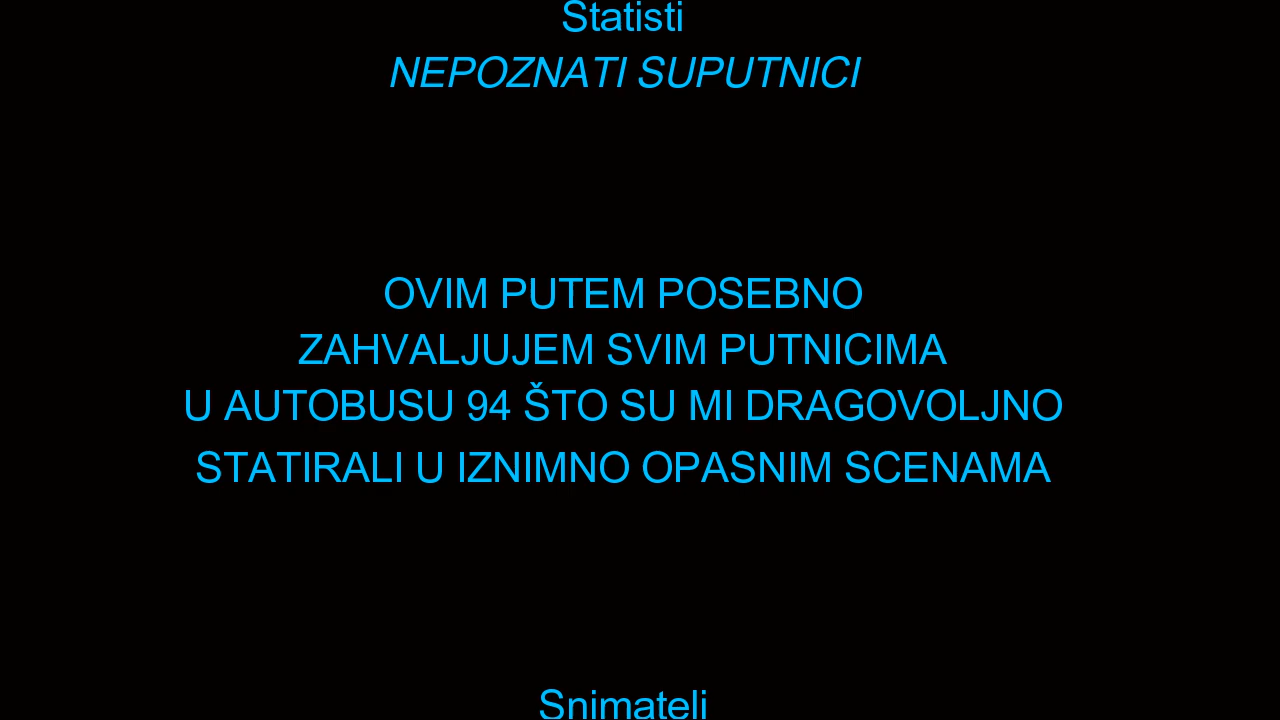 Statisti
NEPOZNATI SUPUTNICI
OVIM PUTEM POSEBNO
ZAHVALJUJEM SVIM PUTNICIMA
U AUTOBUSU 94 ŠTO SU MI DRAGOVOLJNO
STATIRALI U IZNIMNO OPASNIM SCENAMA
Snimateli